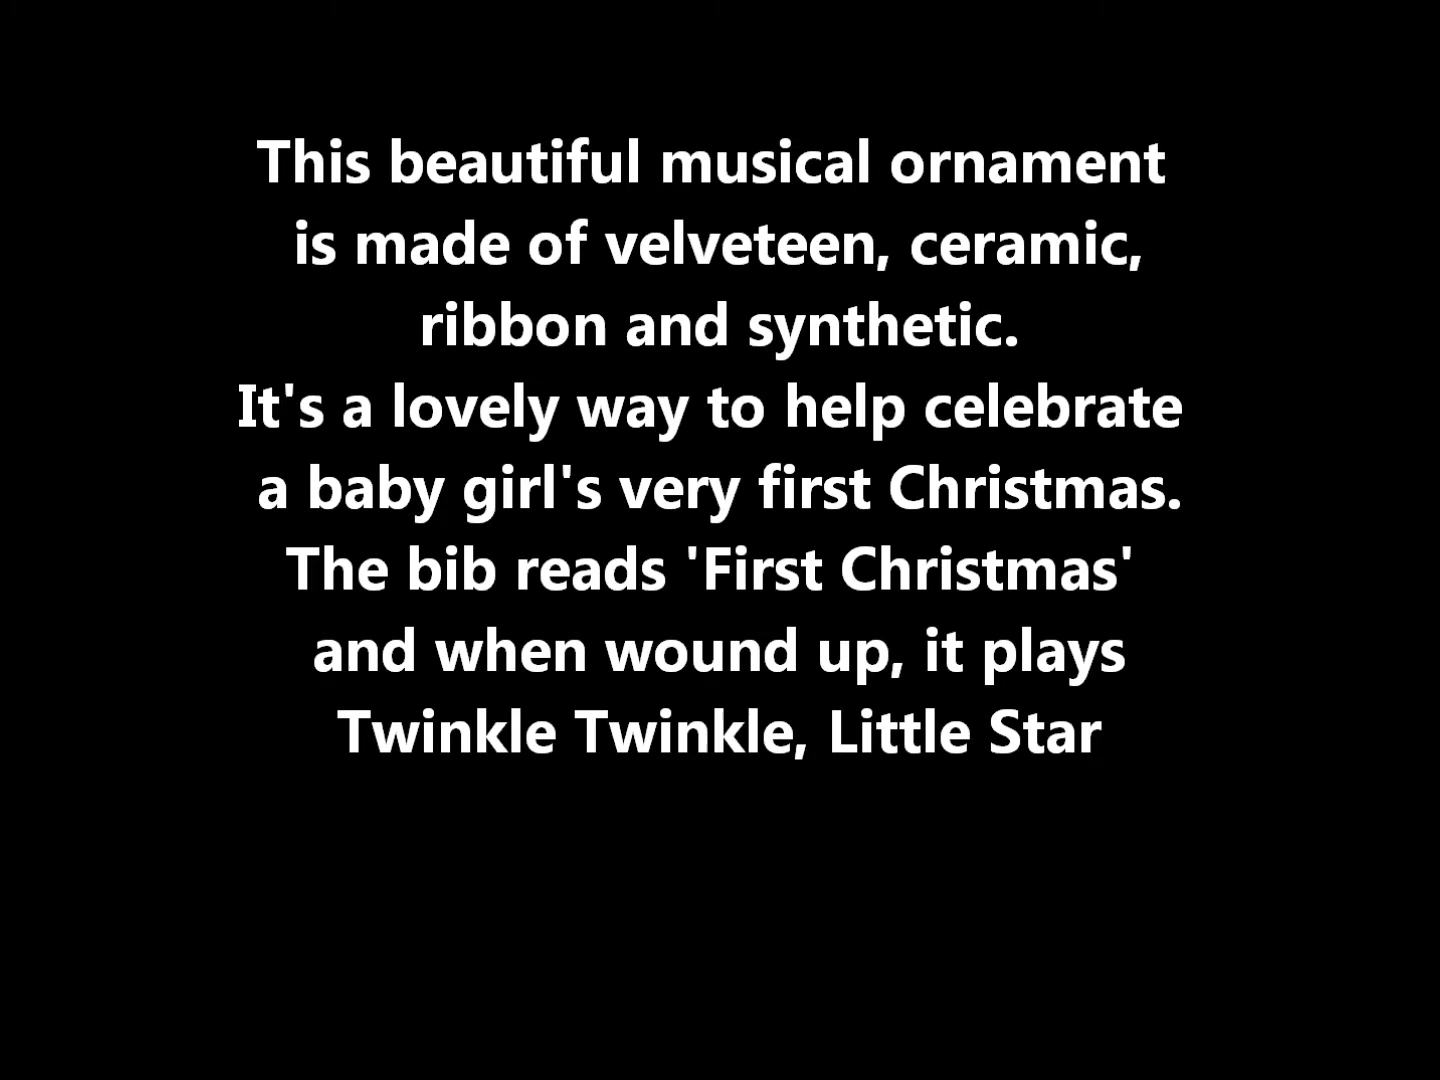 This beautiful musical ornament
is made of velveteen, ceramic,
ribbon and synthetic.
It's a lovely way to help celebrate
a baby girl's very first Christmas.
The bib reads 'First Christmas'
and when wound up, it plays
Twinkle Twinkle, Little Star